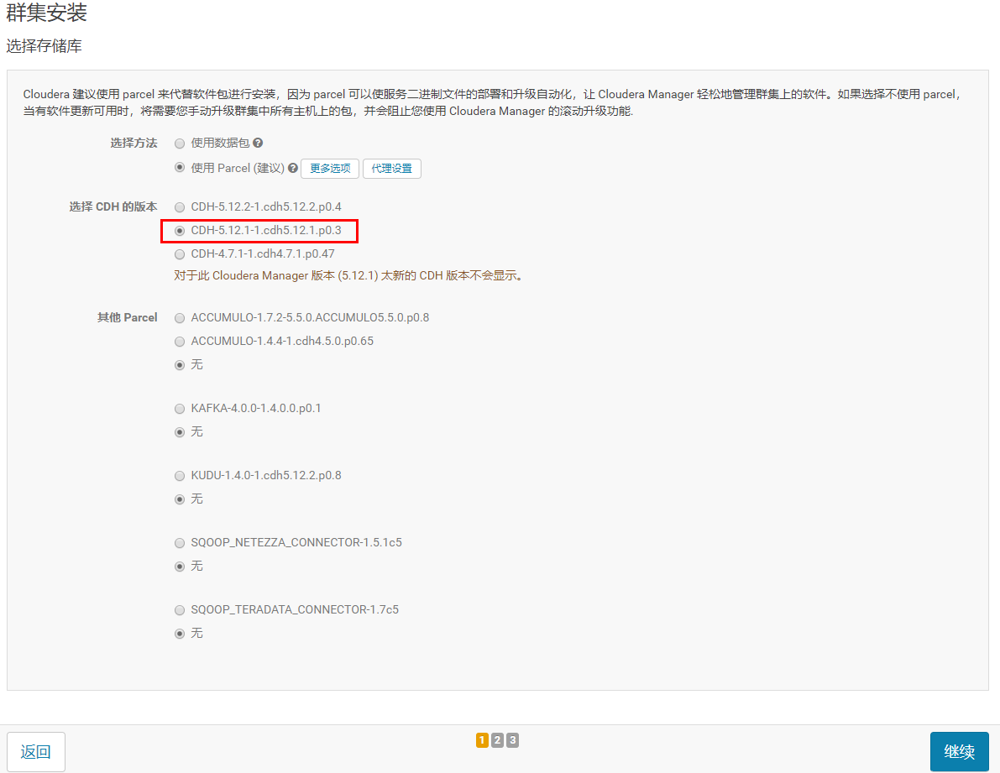 群集安装
选择存储库
Cloudera 建议使用 parcel 来代替软件包进行安装，因为 parcel 可以使服务二进制文件的部署和升级自动化，让 Cloudera Manager 轻松地管理群集上的软件。如果选择不使用 parcel，
当有软件更新可用时，将需要您手动升级群集中所有主机上的包，并会阻止您使用 Cloudera Manager 的滚动升级功能.
选择方法 使用数据包 ?
使用 Parcel (建议) ? 更多选项 代理设置
选择 CDH 的版本 CDH-5.12.2-1.cdh5.12.2.p0.4
CDH-5.12.1-1.cdh5.12.1.p0.3
CDH-4.7.1-1.cdh4.7.1.p0.47
对于此 Cloudera Manager 版本 (5.12.1) 太新的 CDH 版本不会显示。
其他 Parcel ACCUMULO-1.7.2-5.5.0.ACCUMULO5.5.0.p0.8
ACCUMULO-1.4.4-1.cdh4.5.0.p0.65
无
KAFKA-4.0.0-1.4.0.0.p0.1
无
KUDU-1.4.0-1.cdh5.12.2.p0.8
无
SQOOP_NETEZZA_CONNECTOR-1.5.1c5
无
SQOOP_TERADATA_CONNECTOR-1.7c5
无
返回 1 2 3 继续